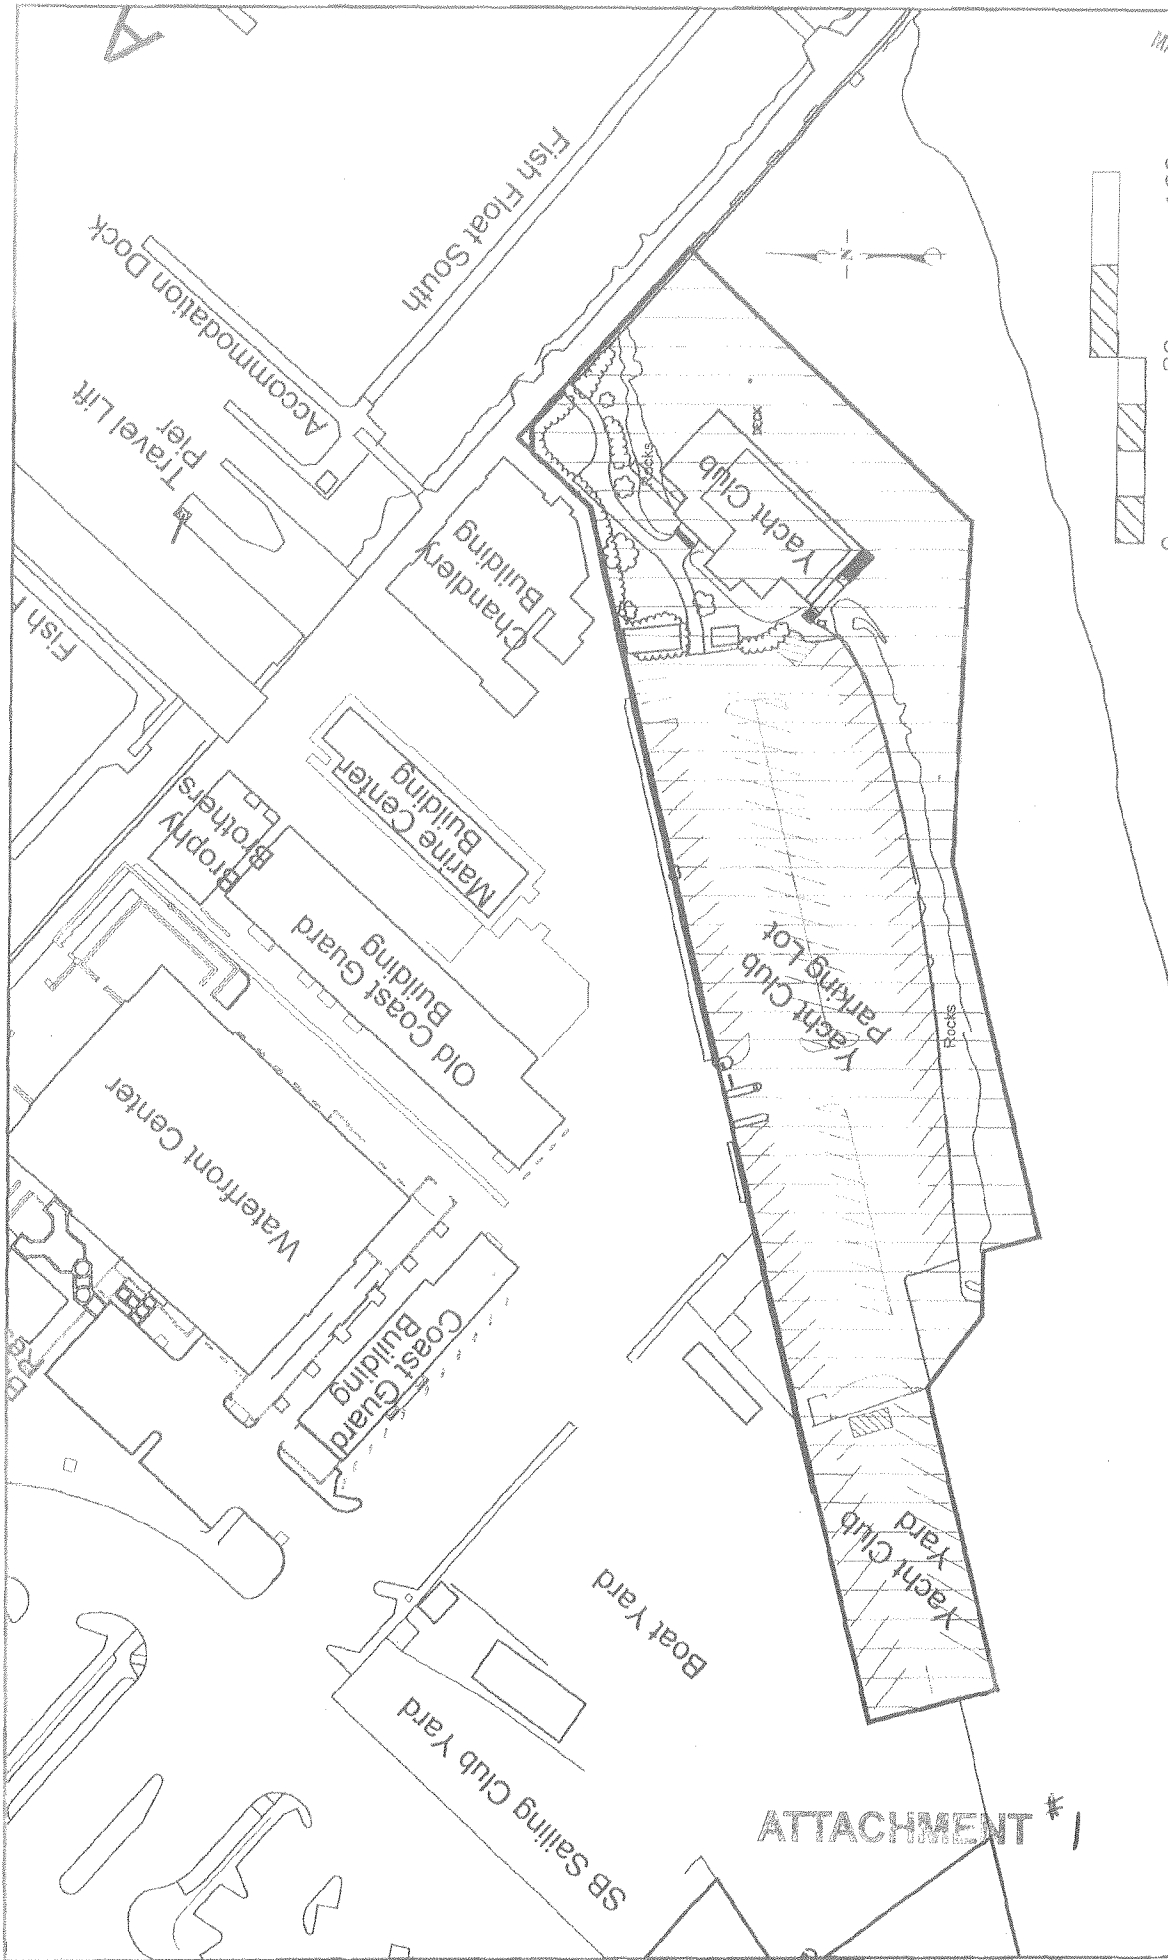 Fish Float South
Accommodation Dock
Travel Lift
pier
Fish
Chandlery
Building
Rocks
DECK
Yacht Club
N
Brophy
Brothers
Marine Center
Building
Old Coast Guard
Building
Waterfront Center
Yacht Club
Parking Lot
Rocks
Coast Guard
Building
Yacht Club
Yard
Boat Yard
SB Sailing Club Yard
ATTACHMENT #1